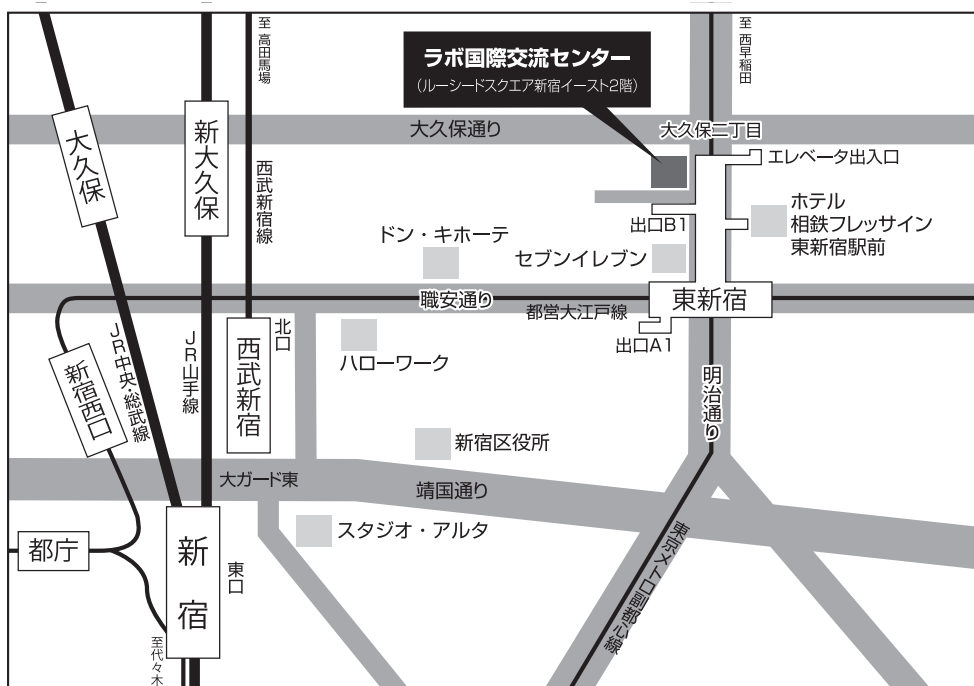 至高田馬場
ラボ国際交流センター
(ルーシードスクエア新宿イースト2階)
至西早稲田
大久保通り
大久保二丁目
大久保
新大久保
西武新宿線
エレベータ出入口
ホテル
相鉄フレッサイン
東新宿駅前
出口B1
ドン・キホーテ
セブンイレブン
職安通り
都営大江戸線
東新宿
出口A1
JR中央・総武線
JR山手線
西武新宿
北口
ハローワーク
新宿西口
明治通り
新宿区役所
大ガード東
靖国通り
スタジオ・アルタ
都庁
新宿
東口
東京メトロ副都心線
至代々木